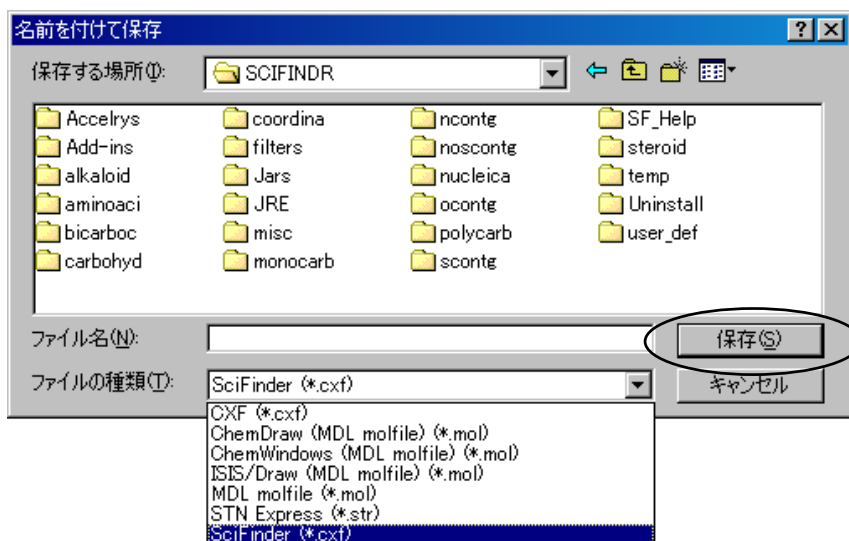 名前を付けて保存
保存する場所(I):
SCIFINDR
Accelrys
Add-ins
alkaloid
aminoaci
bicarboc
carbohyd
coordina
filters
Jars
JRE
misc
monocarb
ncontg
noscontg
nucleica
ocontg
polycarb
scontg
SF_Help
steroid
temp
Uninstall
user_def
ファイル名(N):
保存(S)
ファイルの種類(T):
SciFinder (*.cxf)
キャンセル
CXF (*.cxf)
ChemDraw (MDL molfile) (*.mol)
ChemWindows (MDL molfile) (*.mol)
ISIS/Draw (MDL molfile) (*.mol)
MDL molfile (*.mol)
STN Express (*.str)
SciFinder (*.cxf)